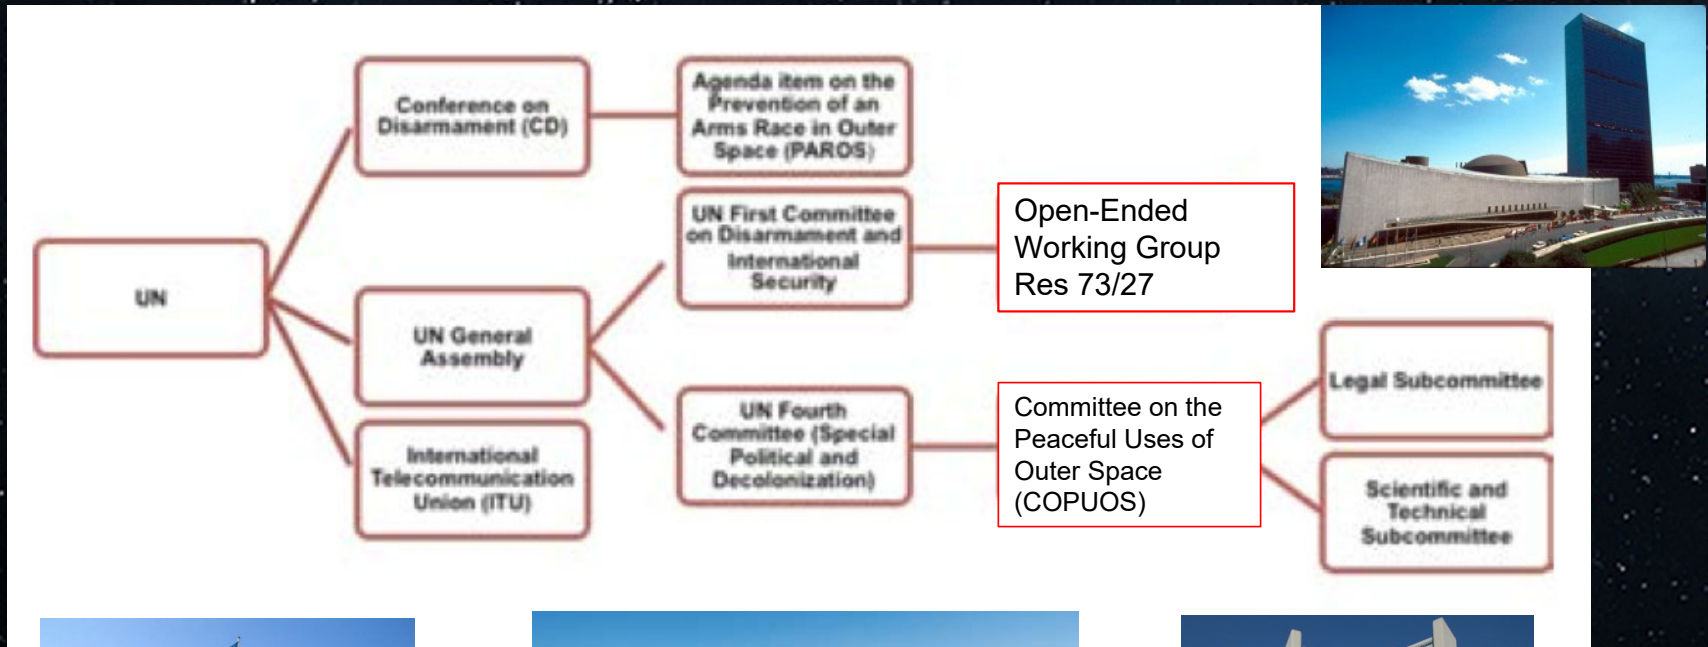 UN
Conference on
Disarmament (CD)
UN General
Assembly
International
Telecommunication
Union (ITU)
Agenda item on the
Prevention of an
Arms Race in Outer
Space (PAROS)
UN First Committee
on Disarmament and
International
Security
UN Fourth
Committee (Special
Political and
Decolonization)
Open-Ended
Working Group
Res 73/27
Committee on the
Peaceful Uses of
Outer Space
(COPUOS)
Legal Subcommittee
Scientific and
Technical
Subcommittee